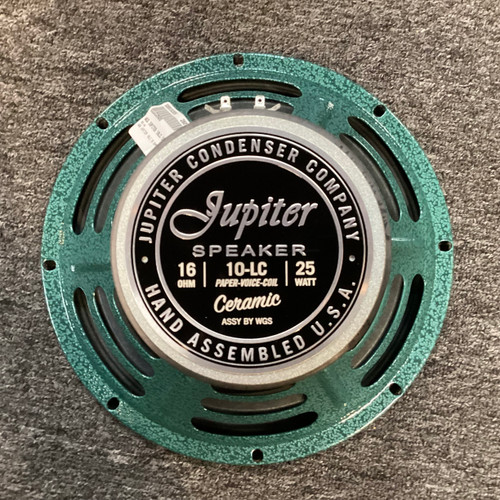 JUPITER CONDENSER COMPANY
Jupiter
SPEAKER
16 OHM
10-LC
PAPER-VOICE-COIL
25 WATT
Ceramic
ASSY BY WGS
HAND ASSEMBLED U.S.A.